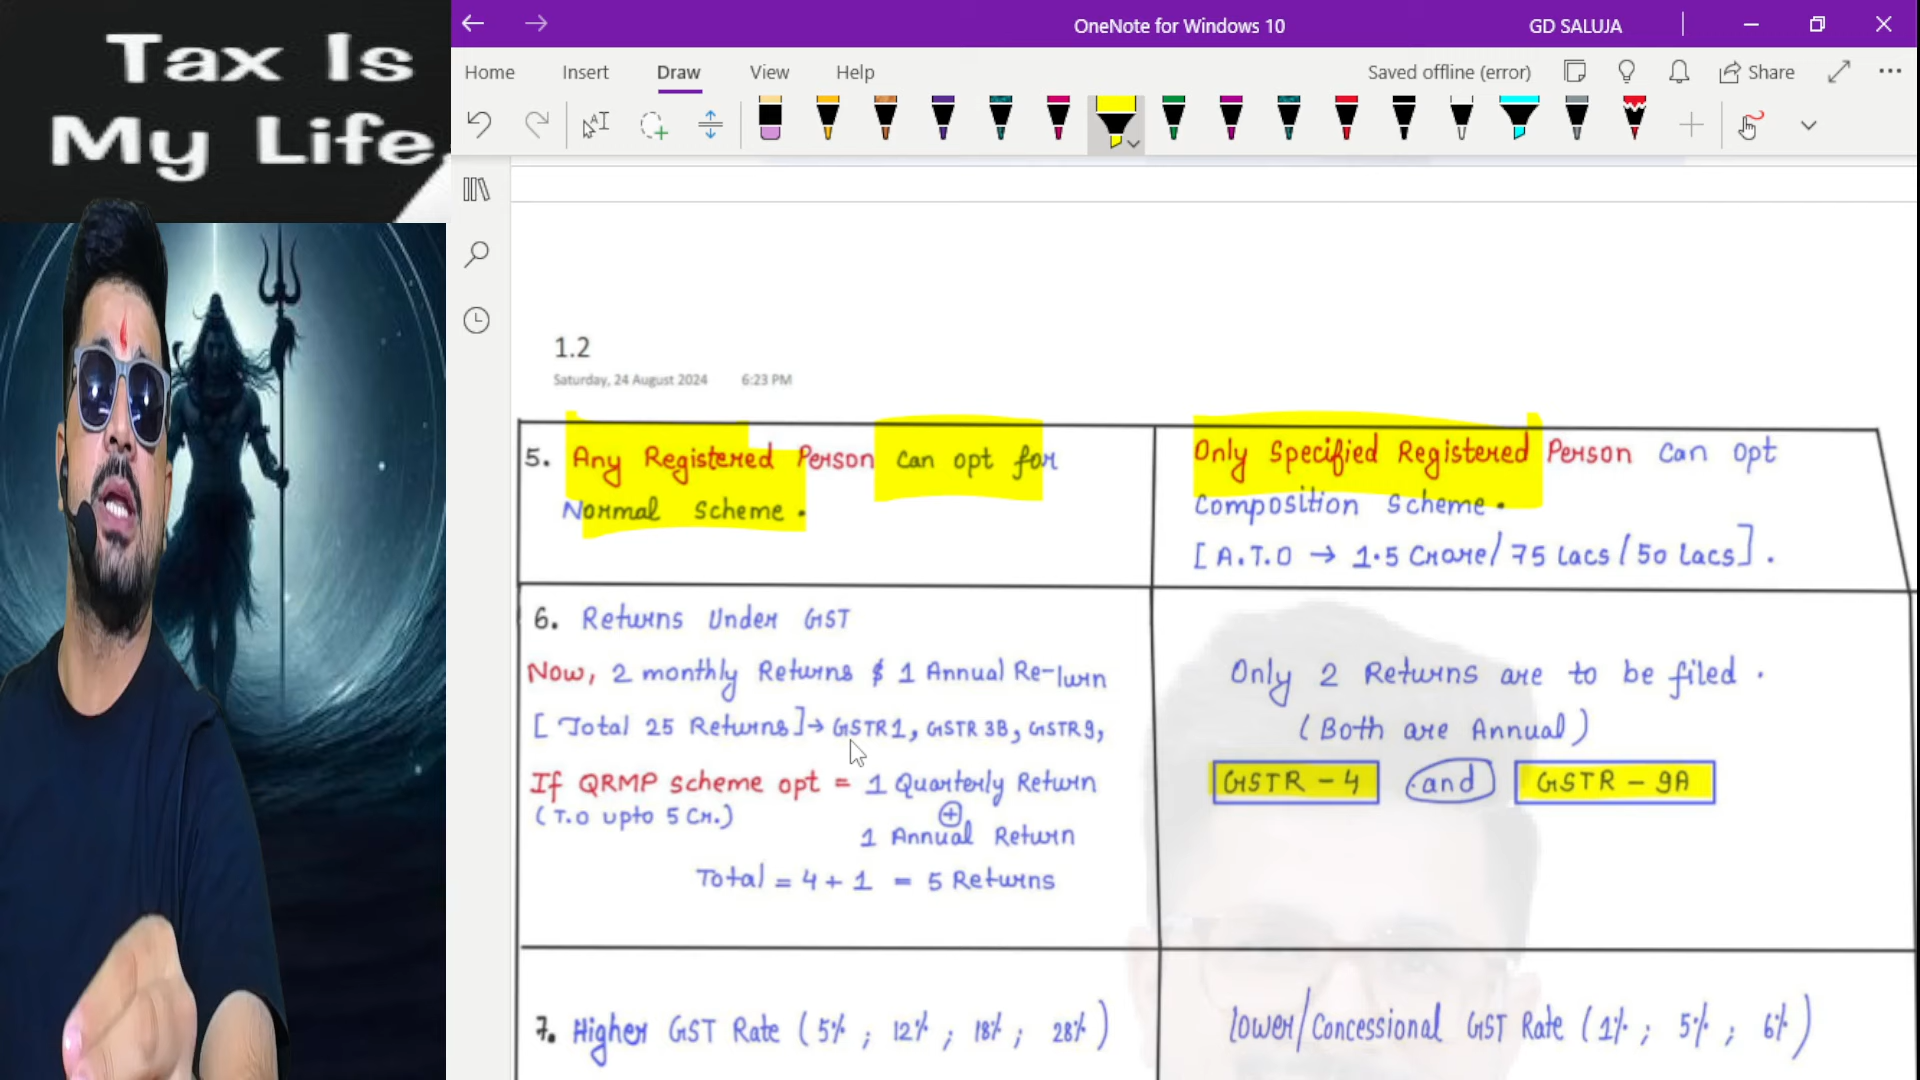 Tax Is
My Life.
OneNote for Windows 10
GD SALUJA
Home
Insert
Draw
View
Help
Saved offline (error)
Share
1.2
Saturday, 24 August 2024 6:23 PM
5. Any Registered Person can opt for
Normal Scheme.
Only Specified Registered Person can opt
Composition scheme.
[A.T.O → 1.5 Crore/ 75 Lacs / 50 Lacs].
6. Returns Under GST
Now, 2 monthly Returns & 1 Annual Return
[Total 25 Returns] → GSTR1, GSTR 3B, GSTR9,
If QRMP scheme opt = 1 Quarterly Return
(T.O upto 5 Cr.)
+
1 Annual Return
Total = 4 + 1 = 5 Returns
Only 2 Returns are to be filed.
(Both are Annual)
GSTR - 4 and GSTR - 9A
7. Higher GST Rate (5% ; 12% ; 18% ; 28%)
Lower/Concessional GST Rate (1% ; 5% ; 6%)